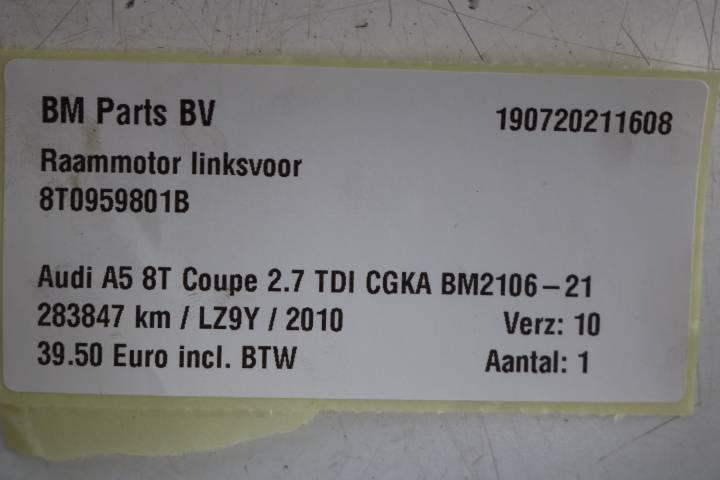 BM Parts BV 190720211608
Raammotor linksvoor
8T0959801B
Audi A5 8T Coupe 2.7 TDI CGKA BM2106-21
283847 km / LZ9Y / 2010 Verz: 10
39.50 Euro incl. BTW Aantal: 1